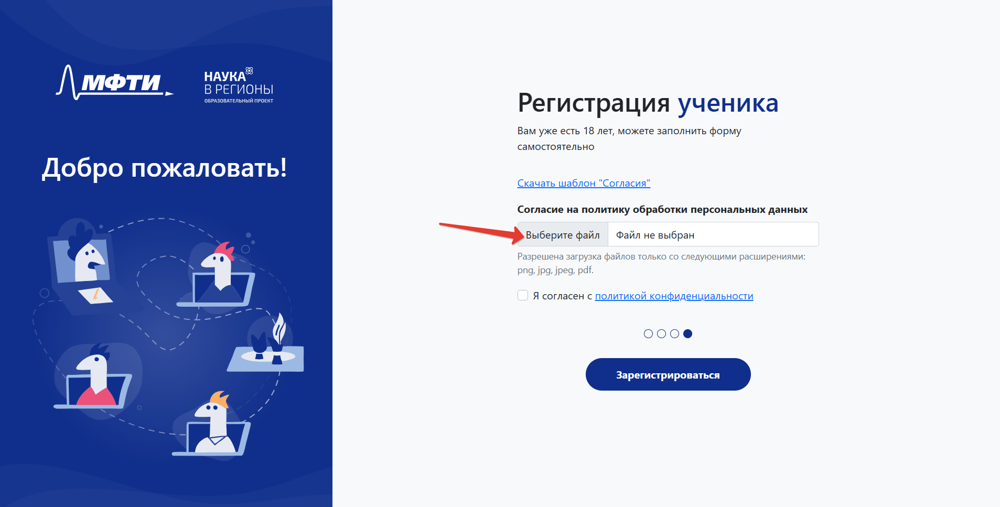 МФТИ
НАУКА
В РЕГИОНЫ
ОБРАЗОВАТЕЛЬНЫЙ ПРОЕКТ
Добро пожаловать!
Регистрация ученика
Вам уже есть 18 лет, можете заполнить форму
самостоятельно
Скачать шаблон "Согласия"
Согласие на политику обработки персональных данных
Выберите файл Файл не выбран
Разрешена загрузка файлов только со следующими расширениями:
png, jpg, jpeg, pdf.
Я согласен с политикой конфиденциальности
Зарегистрироваться